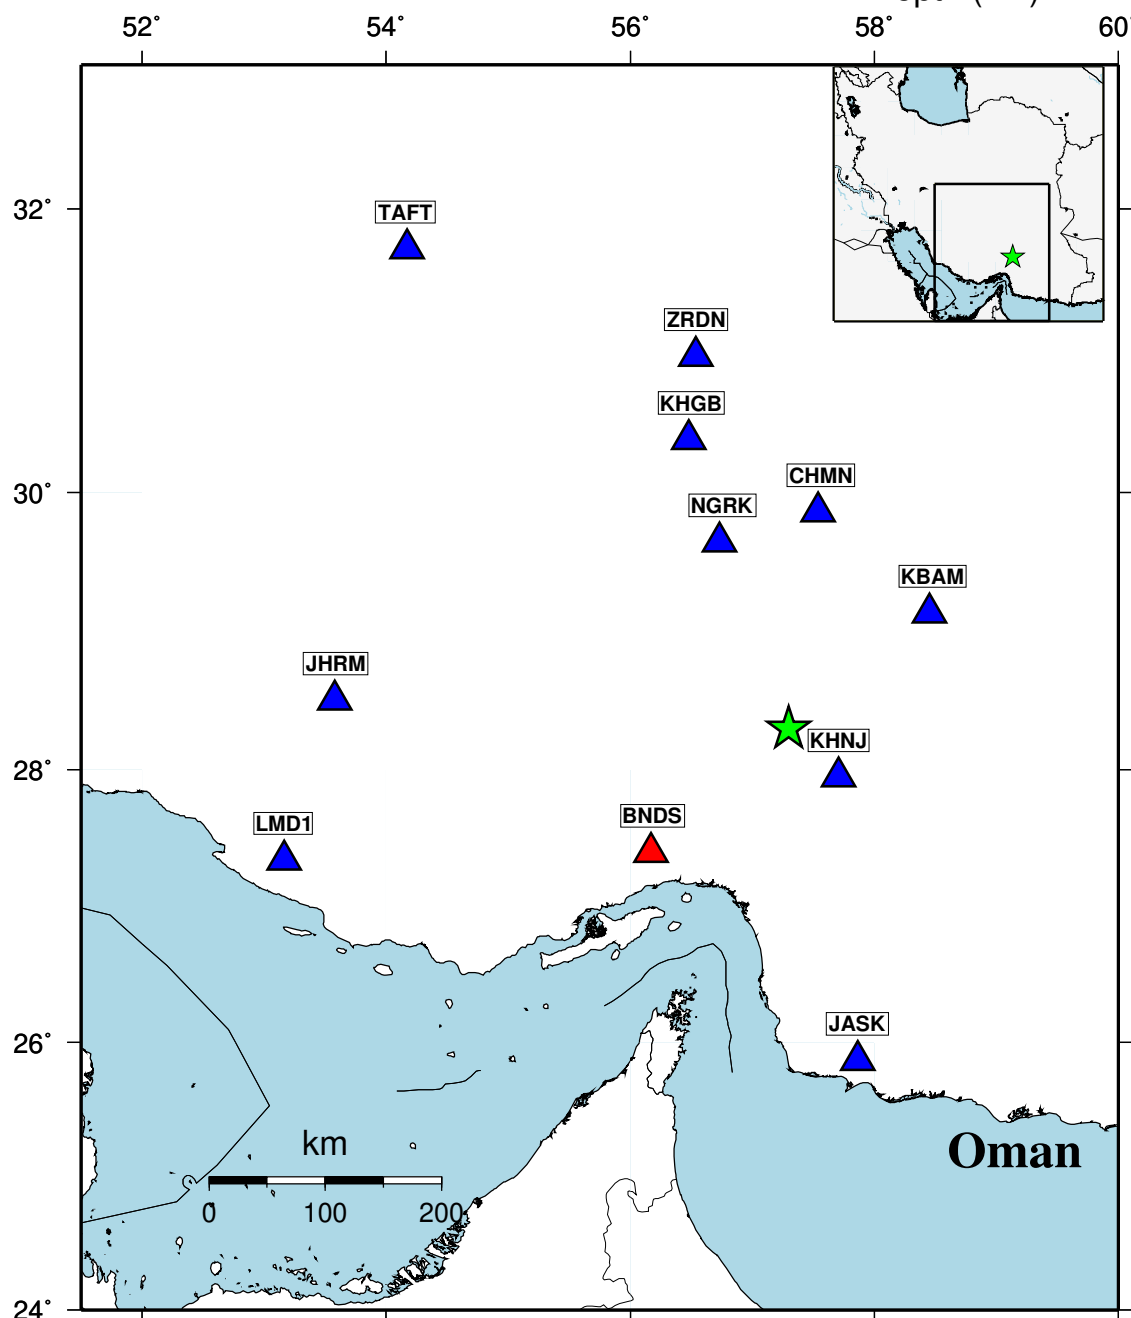 52° 54° 56° 58° 60
32°
TAFT
ZRDN
KHGB
CHMN
30°
NGRK
KBAM
JHRM
KHNJ
28°
BNDS
LMD1
JASK
26°
Oman
km
0 100 200
24°